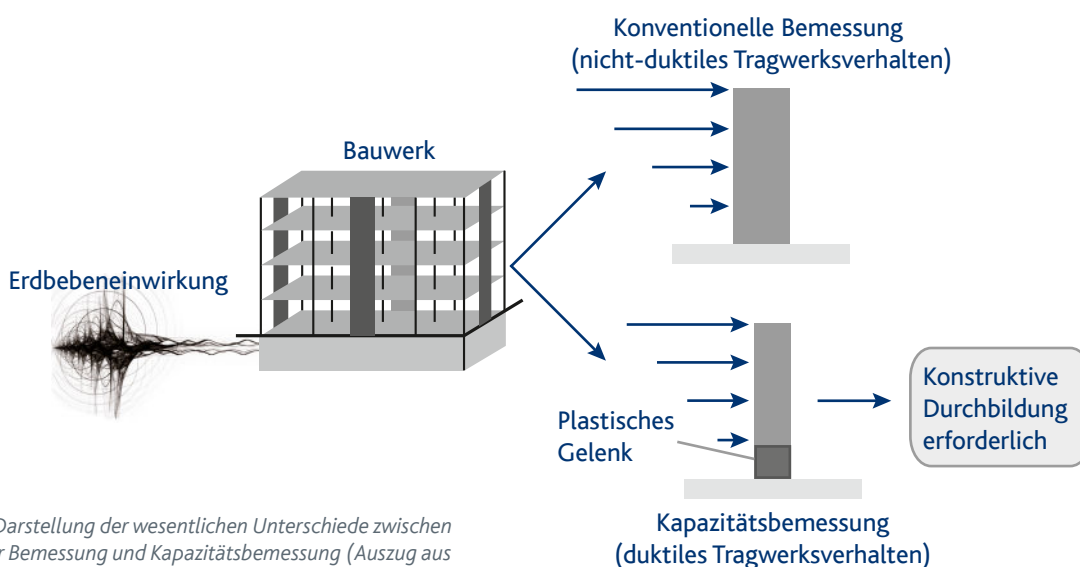 Konventionelle Bemessung
(nicht-duktiles Tragwerksverhalten)
Bauwerk
Erdbebeneinwirkung
Plastisches
Gelenk
Konstruktive
Durchbildung
erforderlich
Kapazitätsbemessung
(duktiles Tragwerksverhalten)
Darstellung der wesentlichen Unterschiede zwischen
r Bemessung und Kapazitätsbemessung (Auszug aus